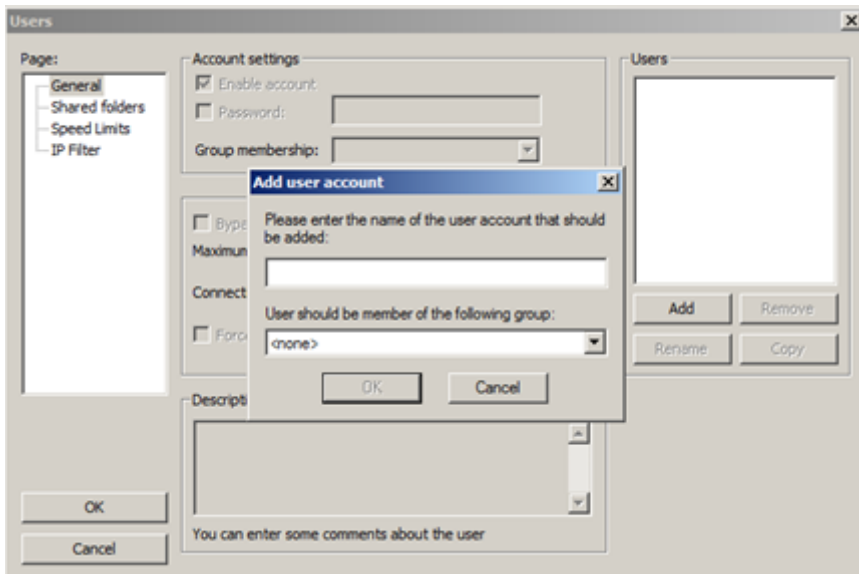 Users
Page:
General
Shared folders
Speed Limits
IP Filter
OK
Cancel
Account settings
Enable account
Password:
Group membership:
Maximum
Connect
Description
You can enter some comments about the user
Add user account
Please enter the name of the user account that should
be added:
User should be member of the following group:
<none>
OK
Cancel
Users
Add
Remove
Rename
Copy